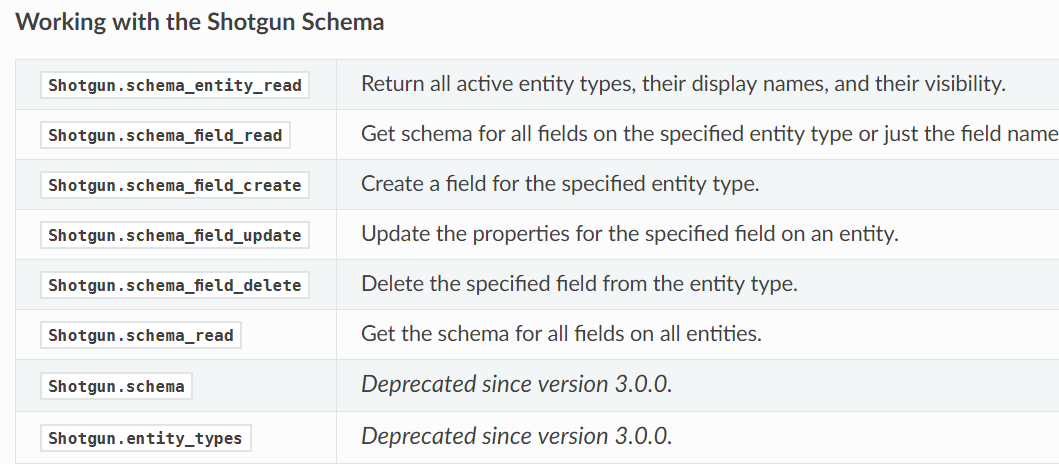 Working with the Shotgun Schema
Shotgun.schema_entity_read Return all active entity types, their display names, and their visibility.
Shotgun.schema_field_read Get schema for all fields on the specified entity type or just the field name
Shotgun.schema_field_create Create a field for the specified entity type.
Shotgun.schema_field_update Update the properties for the specified field on an entity.
Shotgun.schema_field_delete Delete the specified field from the entity type.
Shotgun.schema_read Get the schema for all fields on all entities.
Shotgun.schema Deprecated since version 3.0.0.
Shotgun.entity_types Deprecated since version 3.0.0.